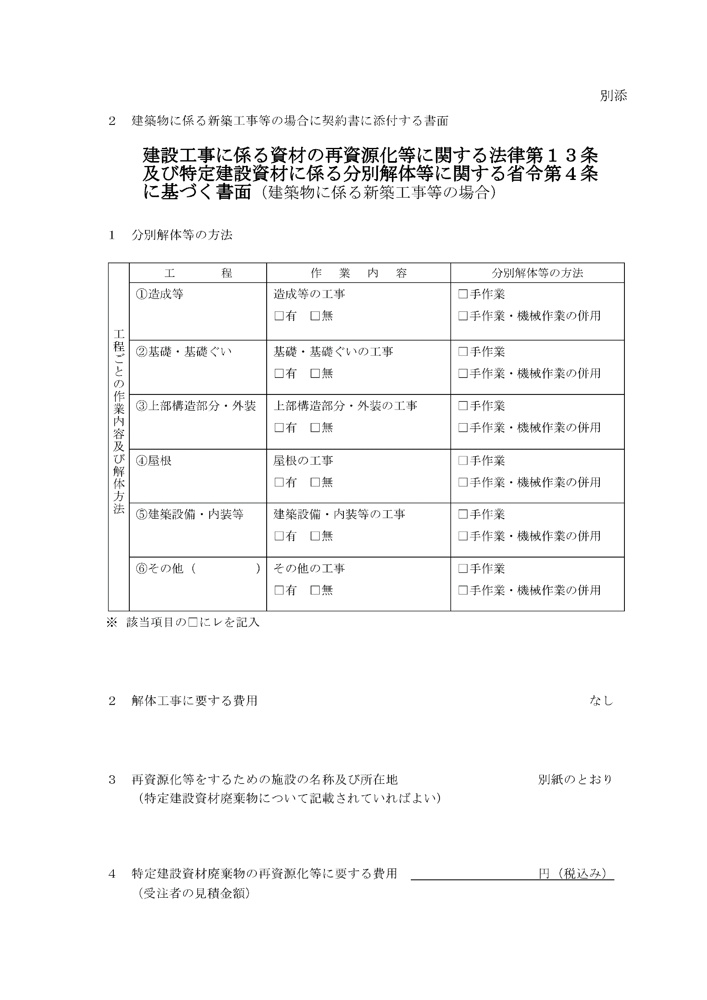 別添
２　建築物に係る新築工事等の場合に契約書に添付する書面
建設工事に係る資材の再資源化等に関する法律第１３条
及び特定建設資材に係る分別解体等に関する省令第４条
に基づく書面（建築物に係る新築工事等の場合）
１　分別解体等の方法
工程ごとの作業内容及び解体方法
工　　　　程　　作　業　内　容　　分別解体等の方法
①造成等　造成等の工事　□手作業
□有　□無　□手作業・機械作業の併用
②基礎・基礎ぐい　基礎・基礎ぐいの工事　□手作業
□有　□無　□手作業・機械作業の併用
③上部構造部分・外装　上部構造部分・外装の工事　□手作業
□有　□無　□手作業・機械作業の併用
④屋根　屋根の工事　□手作業
□有　□無　□手作業・機械作業の併用
⑤建築設備・内装等　建築設備・内装等の工事　□手作業
□有　□無　□手作業・機械作業の併用
⑥その他（　　　　　）　その他の工事　□手作業
□有　□無　□手作業・機械作業の併用
※ 該当項目の□にレを記入
２　解体工事に要する費用　なし
３　再資源化等をするための施設の名称及び所在地　別紙のとおり
（特定建設資材廃棄物について記載されていればよい）
４　特定建設資材廃棄物の再資源化等に要する費用　円（税込み）
（受注者の見積金額）